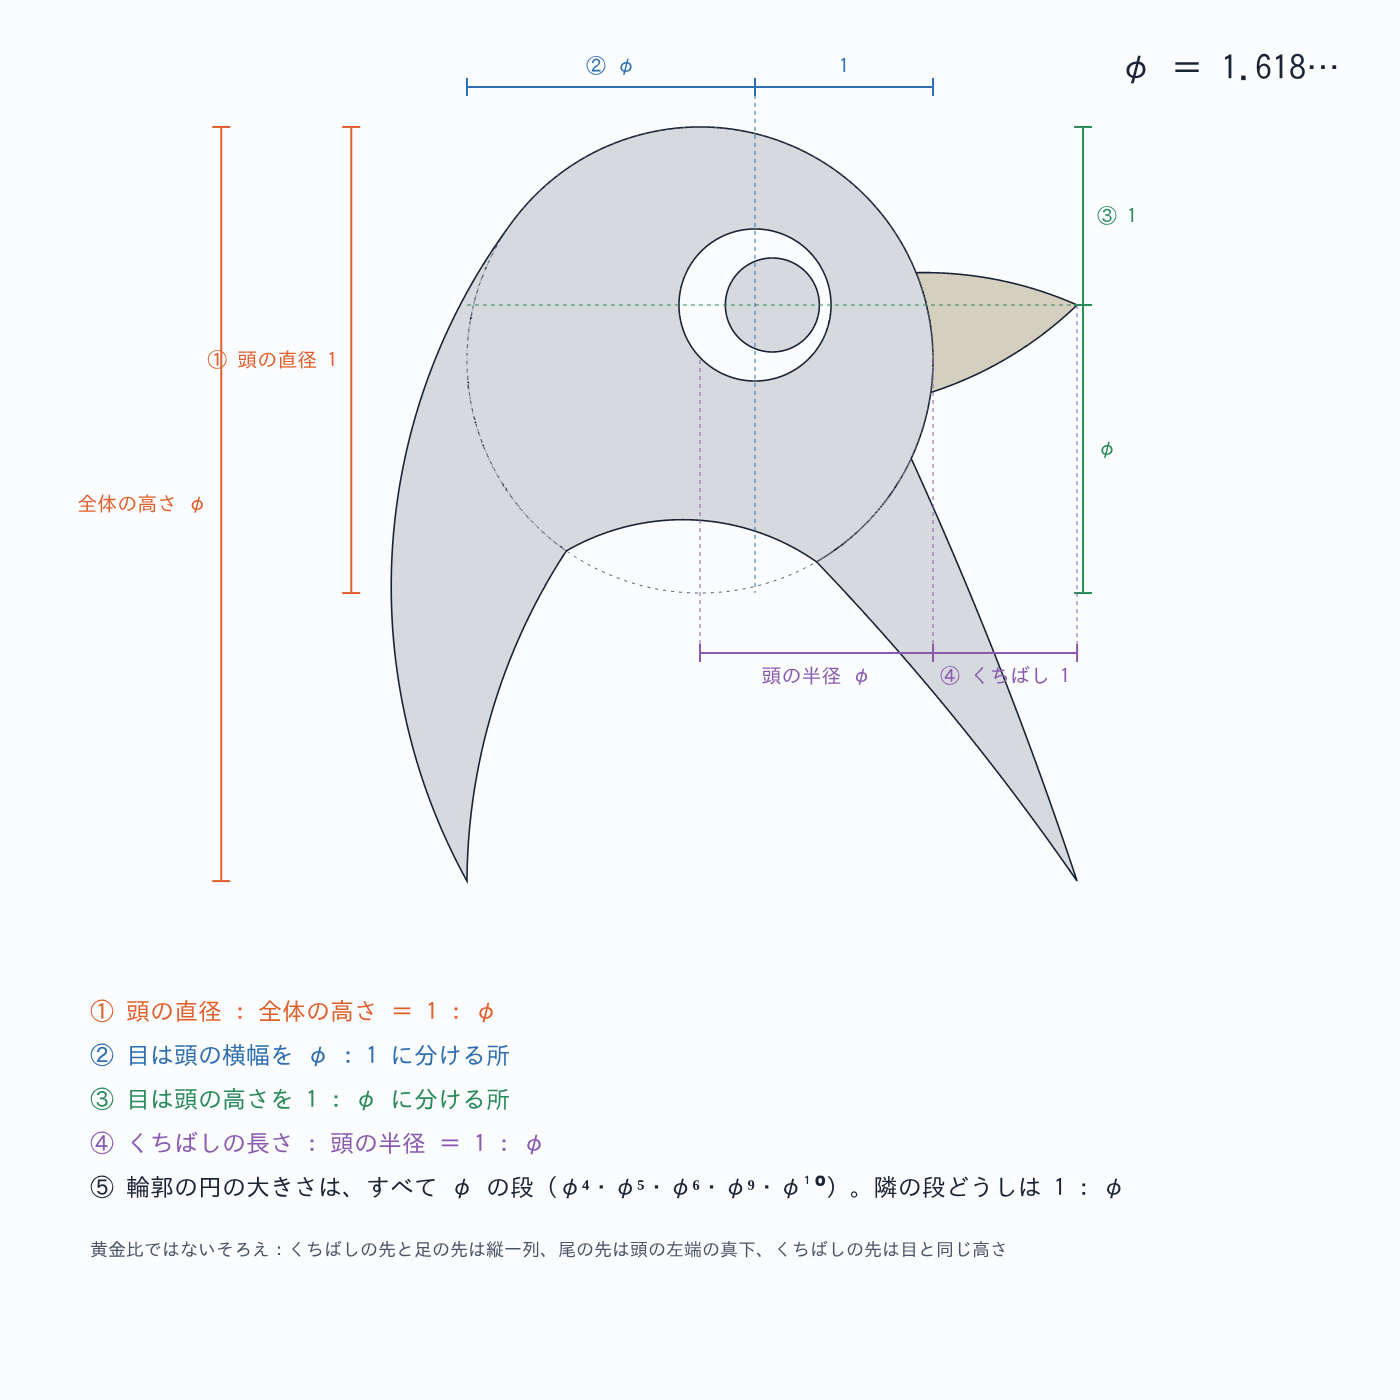 ② φ
1
φ = 1.618…
③ 1
① 頭の直径 1
φ
全体の高さ φ
頭の半径 φ
④ くちばし 1
① 頭の直径 : 全体の高さ = 1 : φ
② 目は頭の横幅を φ : 1 に分ける所
③ 目は頭の高さを 1 : φ に分ける所
④ くちばしの長さ : 頭の半径 = 1 : φ
⑤ 輪郭の円の大きさは、すべて φ の段（φ⁴・φ⁵・φ⁶・φ⁹・φ¹⁰）。隣の段どうしは 1 : φ
黄金比ではないそろえ：くちばしの先と足の先は縦一列、尾の先は頭の左端の真下、くちばしの先は目と同じ高さ